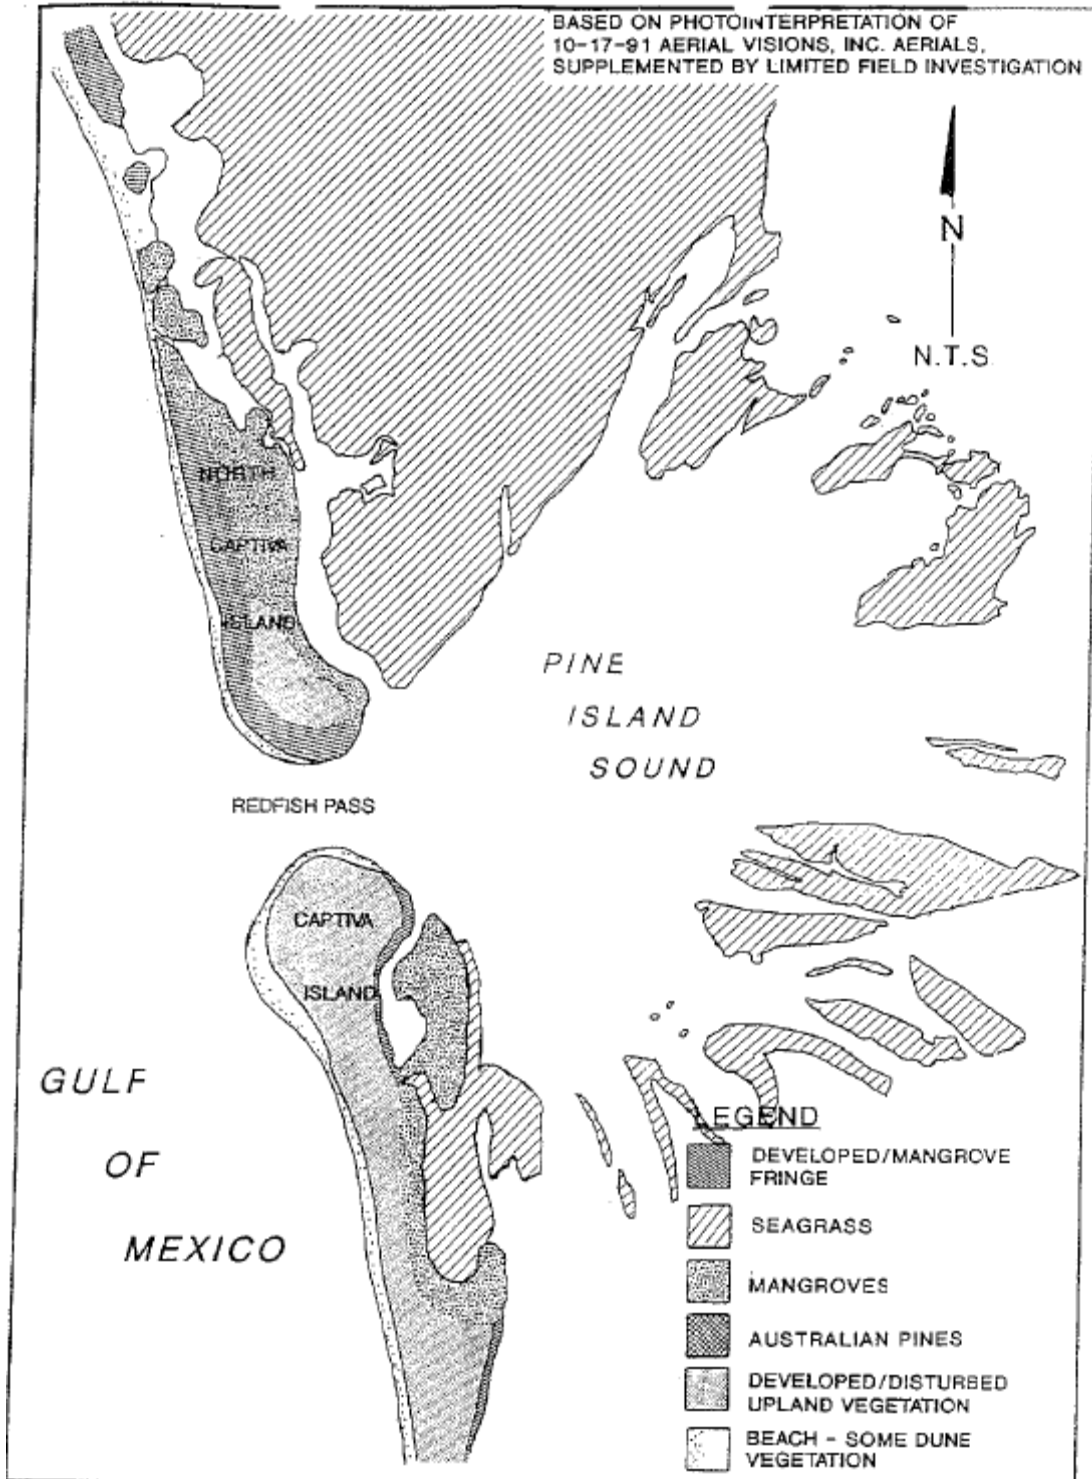 BASED ON PHOTOINTERPRETATION OF
10-17-91 AERIAL VISIONS, INC. AERIALS,
SUPPLEMENTED BY LIMITED FIELD INVESTIGATION
N
N.T.S.
NORTH
CAPTIVA
ISLAND
PINE
ISLAND
SOUND
REDFISH PASS
CAPTIVA
ISLAND
GULF
OF
MEXICO
LEGEND
DEVELOPED/MANGROVE
FRINGE
SEAGRASS
MANGROVES
AUSTRALIAN PINES
DEVELOPED/DISTURBED
UPLAND VEGETATION
BEACH - SOME DUNE
VEGETATION